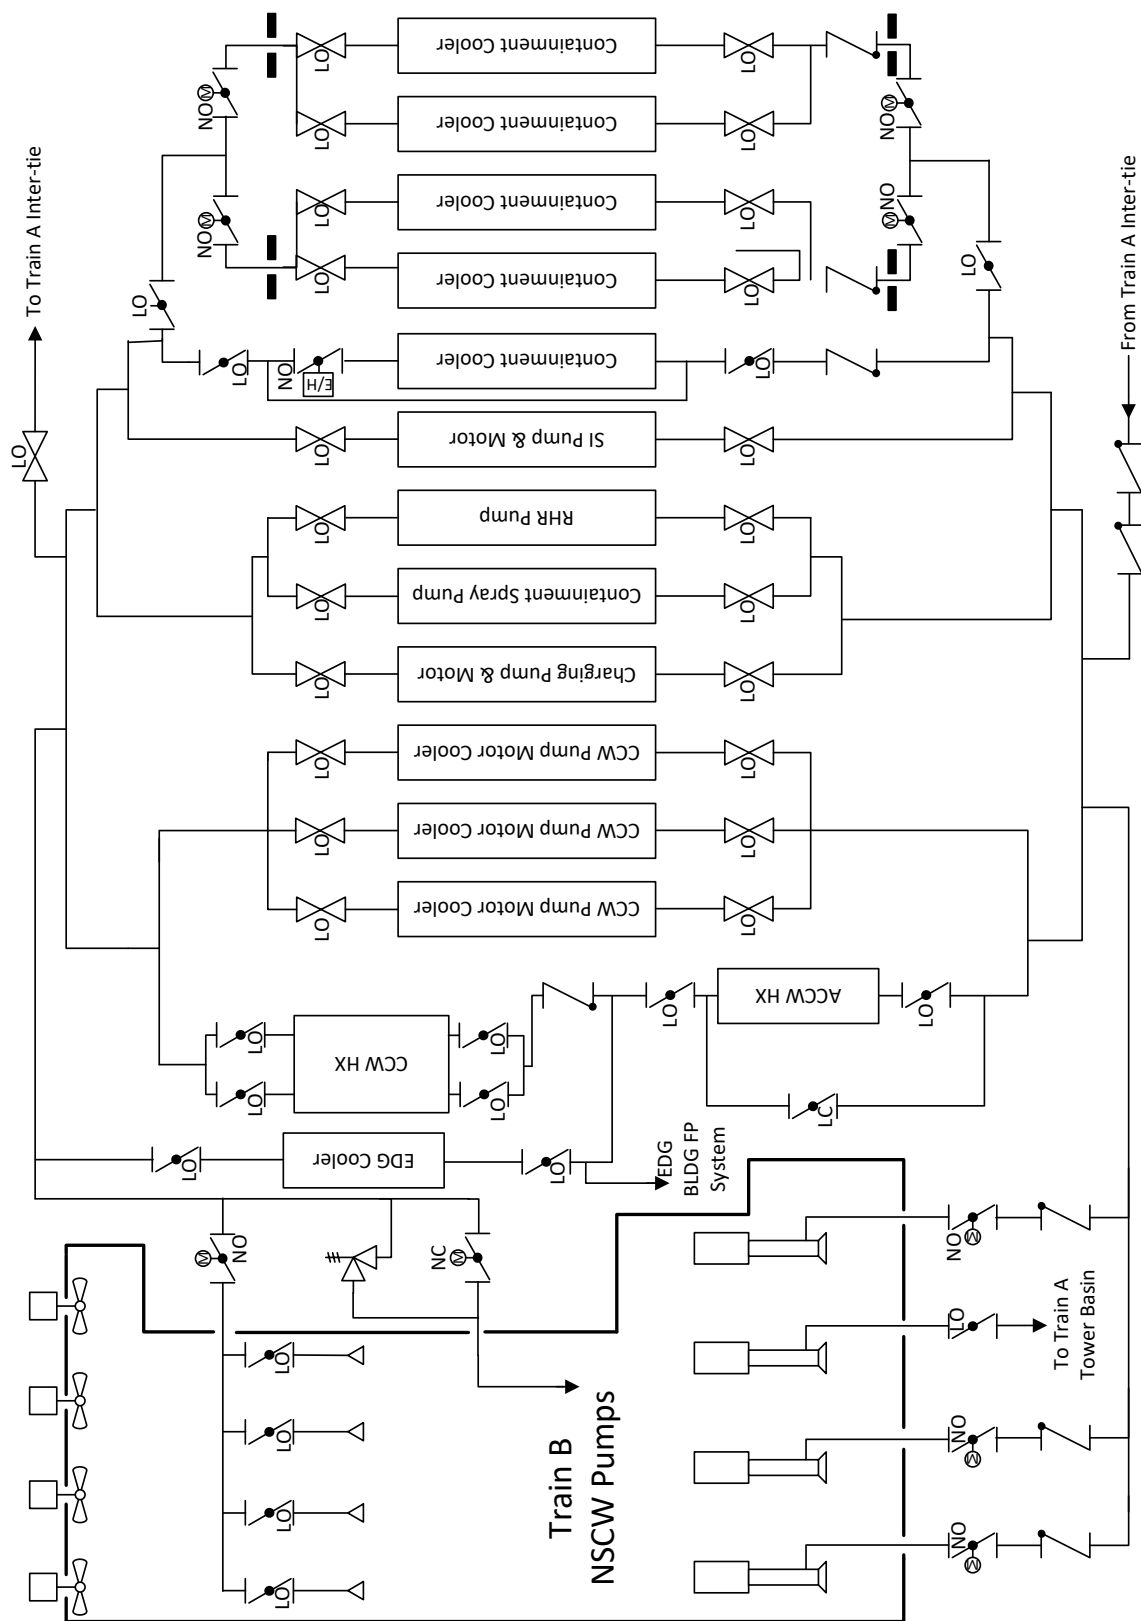 To Train A Inter-tie
LO
NO
M
NO
M
LO
LO
NO
E/H
LO
Containment Cooler
LO
LO
Containment Cooler
LO
LO
Containment Cooler
LO
LO
Containment Cooler
LO
Containment Cooler
LO
NO
M
NO
M
LO
From Train A Inter-tie
LO
SI Pump & Motor
LO
LO
RHR Pump
LO
LO
Containment Spray Pump
LO
LO
Charging Pump & Motor
LO
LO
CCW Pump Motor Cooler
LO
LO
CCW Pump Motor Cooler
LO
LO
CCW Pump Motor Cooler
LO
LO
LO
CCW HX
LO
LO
LO
ACCW HX
LO
LC
LO
EDG Cooler
LO
EDG
BLDG FP
System
M
NO
NC
M
LO
LO
LO
LO
Train B
NSCW Pumps
NO
M
LO
To Train A
Tower Basin
NO
M
NO
M